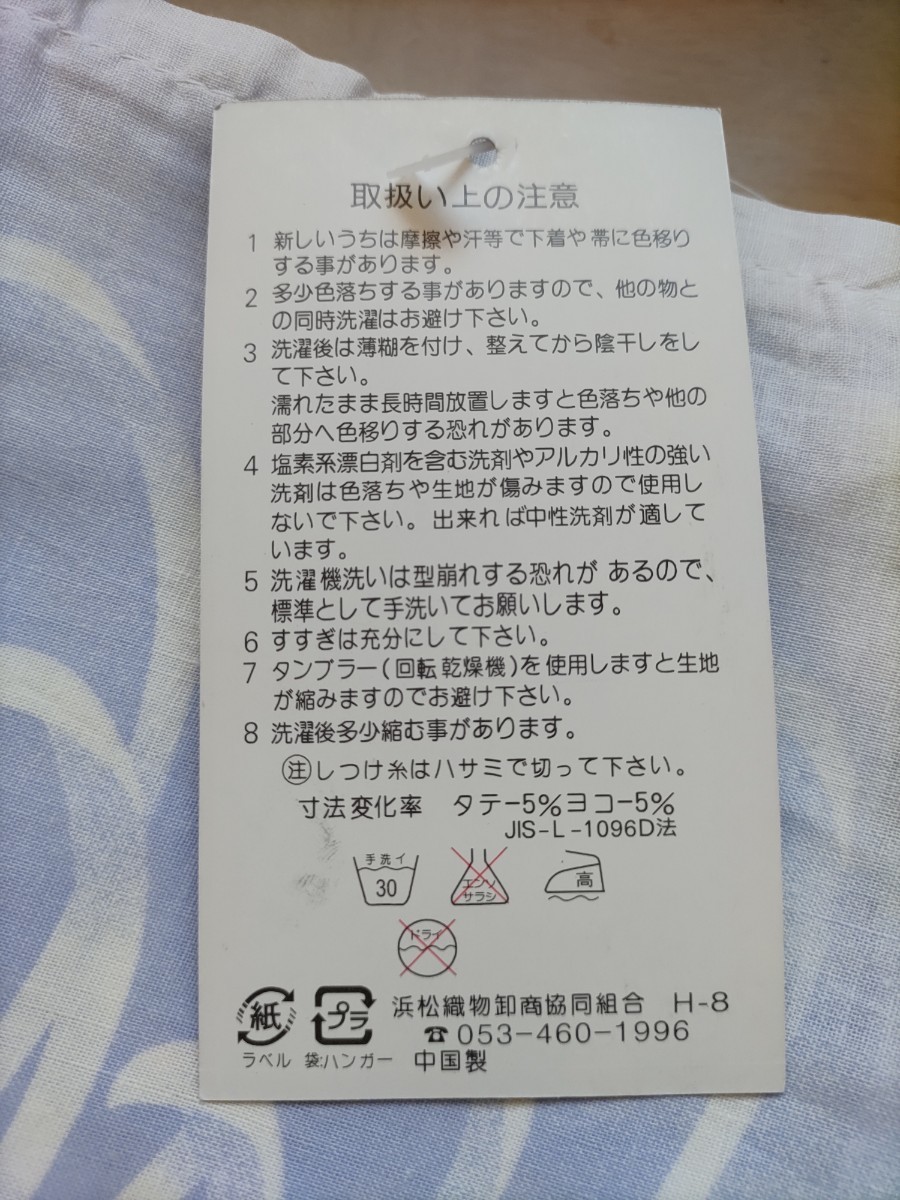 取扱い上の注意
1 新しいうちは摩擦や汗等で下着や帯に色移り
する事があります。
2 多少色落ちする事がありますので、他の物と
の同時洗濯はお避け下さい。
3 洗濯後は薄糊を付け、整えてから陰干しをし
て下さい。
濡れたまま長時間放置しますと色落ちや他の
部分へ色移りする恐れがあります。
4 塩素系漂白剤を含む洗剤やアルカリ性の強い
洗剤は色落ちや生地が傷みますので使用し
ないで下さい。出来れば中性洗剤が適して
います。
5 洗濯機洗いは型崩れする恐れが あるので、
標準として手洗いてお願いします。
6 すすぎは充分にして下さい。
7 タンブラー(回転乾燥機)を使用しますと生地
が縮みますのでお避け下さい。
8 洗濯後多少縮む事があります。
㊟しつけ糸はハサミで切って下さい。
寸法変化率 タテ-5%ヨコ-5%
JIS-L-1096D法
手洗イ
30
エンソ
サラシ
高
ドライ
紙
ラベル
プラ
袋:ハンガー
浜松織物卸商協同組合 H-8
☎053-460-1996
中国製